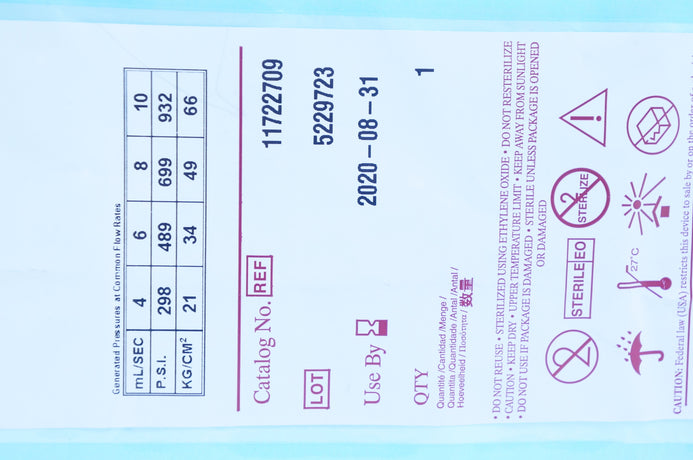 Generated Pressures at Common Flow Rates
mL/SEC 4 6 8 10
P.S.I. 298 489 699 932
KG/CM² 21 34 49 66
Catalog No. REF 11722709
LOT 5229723
Use By 2020-08-31
QTY 1
Quantité /Cantidad /Menge /
Quantita /Quantidade /Antal /Antal /
Hoeveelheid / Ποσότητα / 数量
• DO NOT REUSE • STERILIZED USING ETHYLENE OXIDE • DO NOT RESTERILIZE
• CAUTION • KEEP DRY • UPPER TEMPERATURE LIMIT • KEEP AWAY FROM SUNLIGHT
• DO NOT USE IF PACKAGE IS DAMAGED • STERILE UNLESS PACKAGE IS OPENED
OR DAMAGED
2 STERILE EO 2 STERILIZE
27°C
CAUTION: Federal law (USA) restricts this device to sale by or on the order of